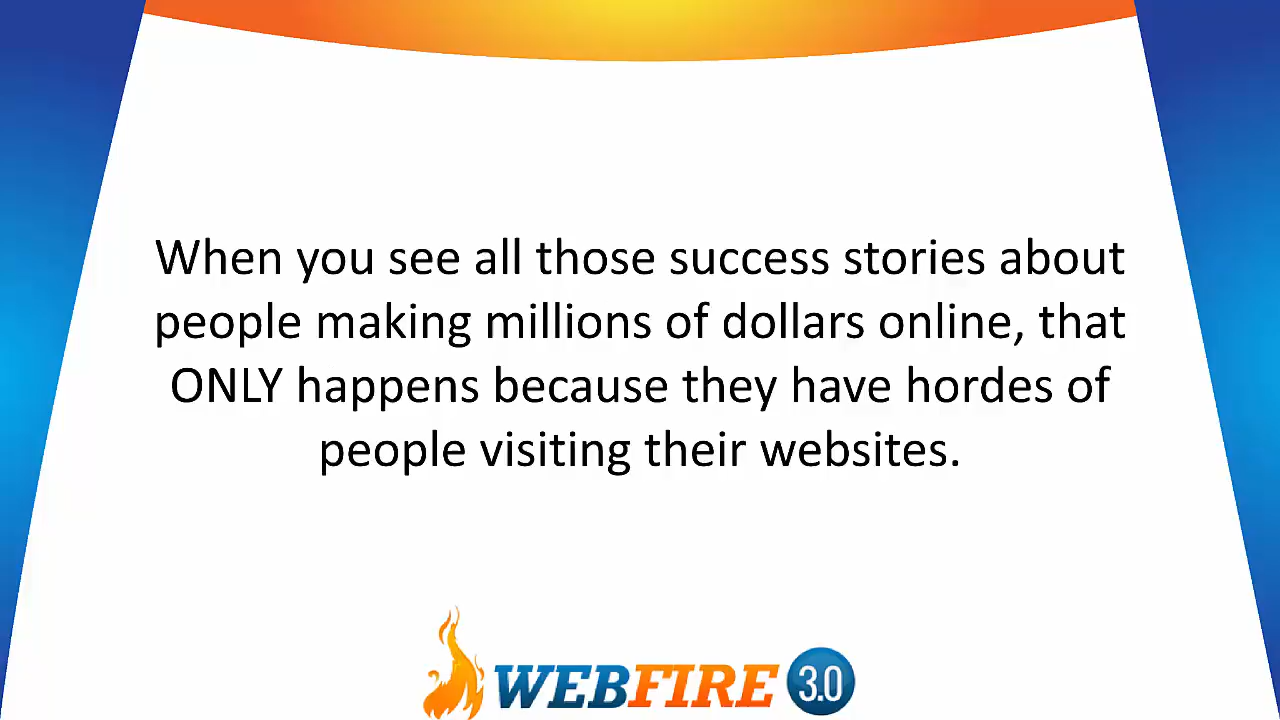 When you see all those success stories about
people making millions of dollars online, that
ONLY happens because they have hordes of
people visiting their websites.
WEBFIRE 3.0